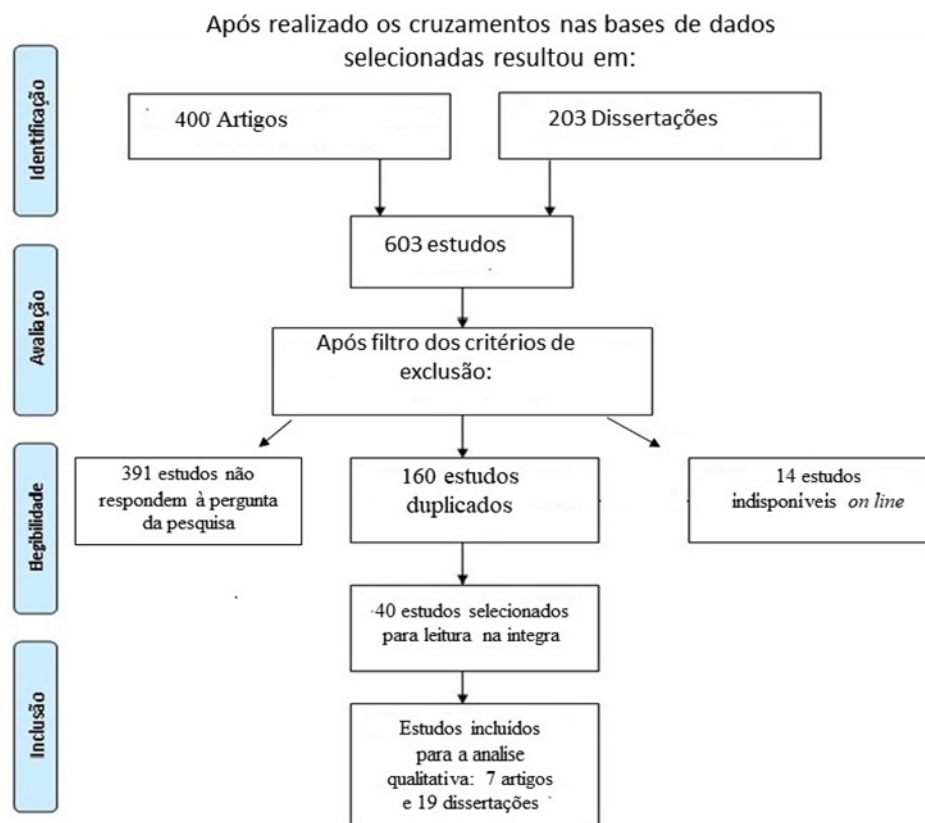 Após realizado os cruzamentos nas bases de dados
selecionadas resultou em:
Identificação
400 Artigos
203 Dissertações
603 estudos
Avaliação
Após filtro dos critérios de
exclusão:
Elegibilidade
391 estudos não
respondem à pergunta
da pesquisa
160 estudos
duplicados
14 estudos
indisponíveis on line
40 estudos selecionados
para leitura na integra
Inclusão
Estudos incluídos
para a analise
qualitativa: 7 artigos
e 19 dissertações